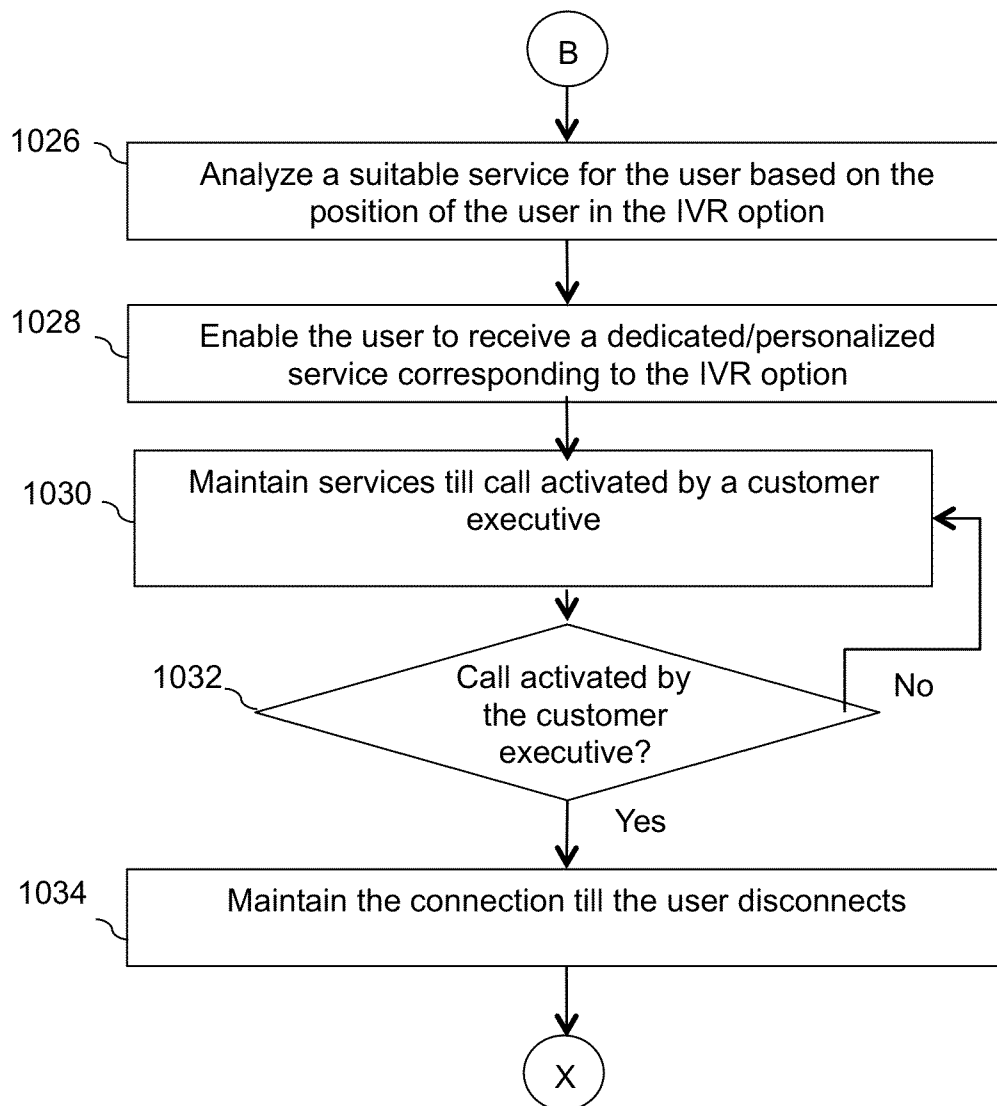 B
1026
Analyze a suitable service for the user based on the
position of the user in the IVR option
1028
Enable the user to receive a dedicated/personalized
service corresponding to the IVR option
1030
Maintain services till call activated by a customer
executive
1032
Call activated by
the customer
executive?
No
Yes
1034
Maintain the connection till the user disconnects
X